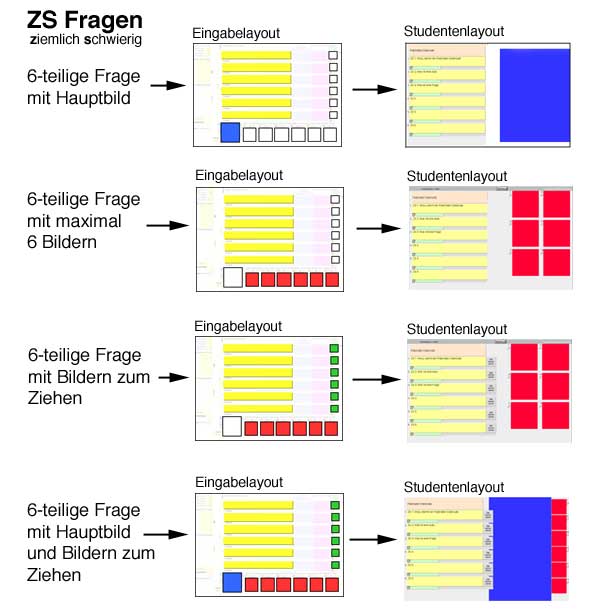 ZS Fragen
ziemlich schwierig
Eingabelayout
Studentenlayout
6-teilige Frage
mit Hauptbild
Eingabelayout
Studentenlayout
6-teilige Frage
mit maximal
6 Bildern
Eingabelayout
Studentenlayout
6-teilige Frage
mit Bildern zum
Ziehen
Eingabelayout
Studentenlayout
6-teilige Frage
mit Hauptbild
und Bildern zum
Ziehen